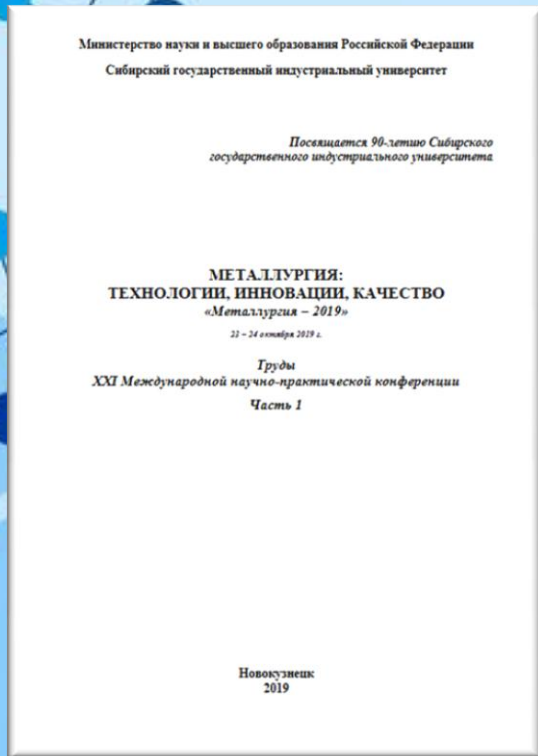 Министерство науки и высшего образования Российской Федерации
Сибирский государственный индустриальный университет
Посвящается 90-летию Сибирского
государственного индустриального университета
МЕТАЛЛУРГИЯ:
ТЕХНОЛОГИИ, ИННОВАЦИИ, КАЧЕСТВО
«Металлургия – 2019»
23 – 24 октября 2019 г.
Труды
XXI Международной научно-практической конференции
Часть 1
Новокузнецк
2019